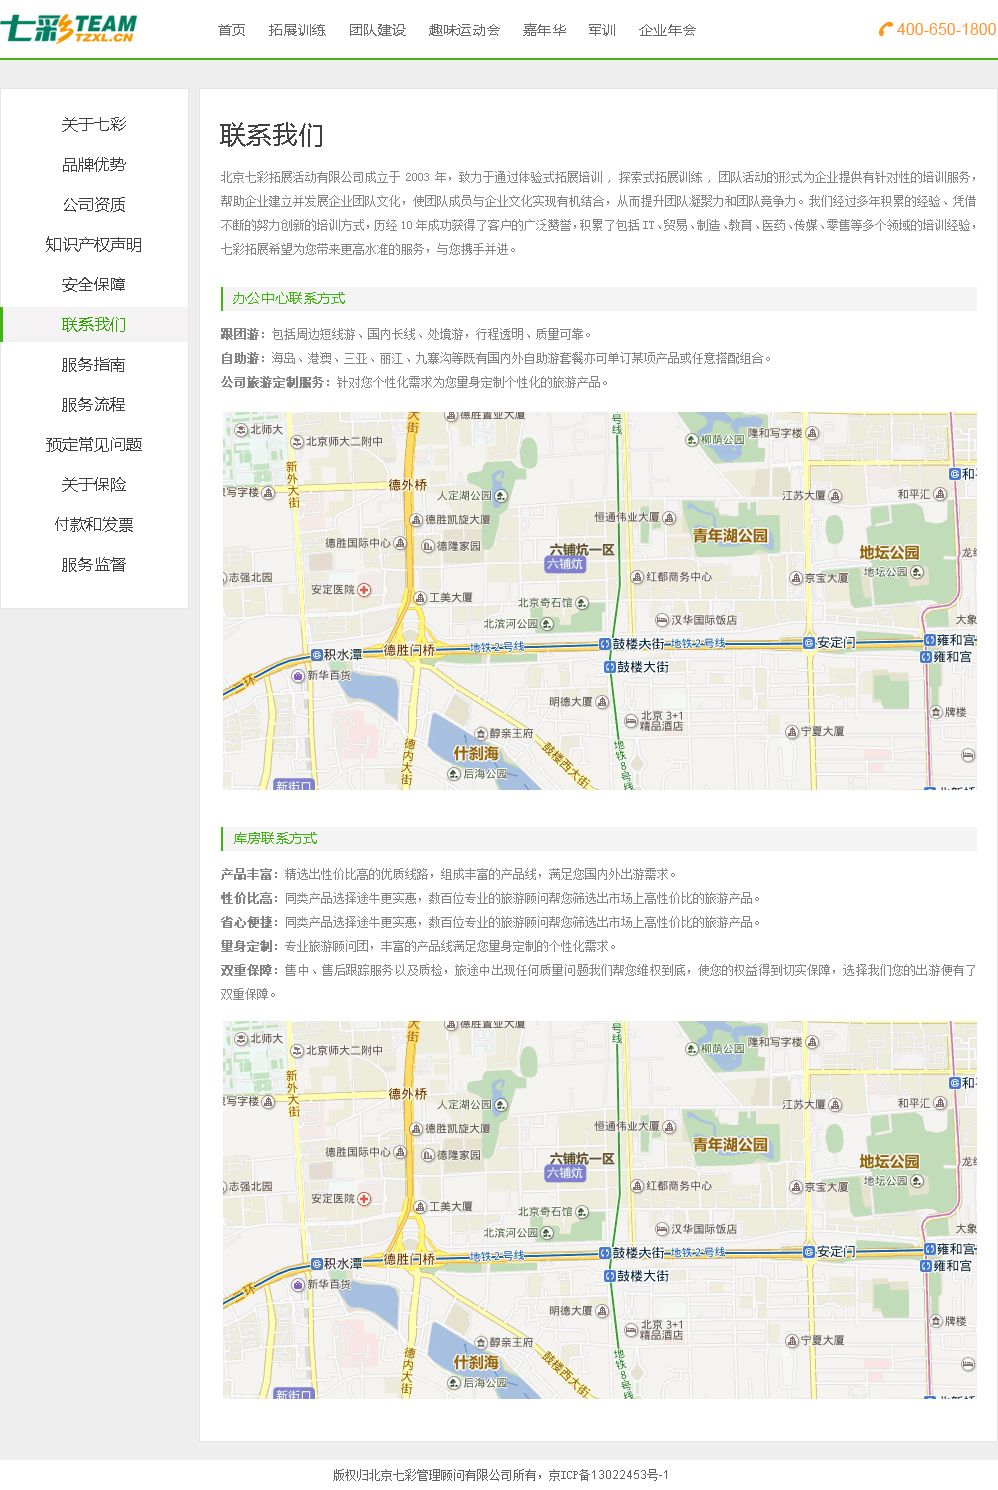 七彩 TEAM
TZXL.CN
首页 拓展训练 团队建设 趣味运动会 嘉年华 军训 企业年会
400-650-1800
关于七彩
品牌优势
公司资质
知识产权声明
安全保障
联系我们
服务指南
服务流程
预定常见问题
关于保险
付款和发票
服务监督
联系我们
北京七彩拓展活动有限公司成立于 2003 年，致力于通过体验式拓展培训，探索式拓展训练，团队活动的形式为企业提供有针对性的培训服务，
帮助企业建立并发展企业团队文化，使团队成员与企业文化实现有机结合，从而提升团队凝聚力和团队竞争力。我们经过多年积累的经验、凭借
不断的努力创新的培训方式，历经 10 年成功获得了客户的广泛赞誉，积累了包括 IT、贸易、制造、教育、医药、传媒、零售等多个领域的培训经验，
七彩拓展希望为您带来更高水准的服务，与您携手并进。
办公中心联系方式
跟团游：包括周边短线游、国内长线、处境游，行程透明、质量可靠。
自助游：海岛、港澳、三亚、丽江、九寨沟等既有国内外自助游套餐亦可单订某项产品或任意搭配组合。
公司旅游定制服务：针对您个性化需求为您量身定制个性化的旅游产品。
德胜置业大厦
北师大
大街
号线
北京师大二附中
柳荫公园
隆和写字楼
新外大街
德外桥
和平
写字楼
人定湖公园
江苏大厦
和平汇
德胜凯旋大厦
恒通伟业大厦
青年湖公园
德胜国际中心
德隆家园
六铺炕一区
六铺炕
地坛公园
地坛公园
志强北园
安定医院
红都商务中心
京宝大厦
工美大厦
北京奇石馆
北滨河公园
汉华国际饭店
大象
积水潭
德胜门桥
地铁2号线
鼓楼大街
地铁2号线
安定门
雍和宫
雍和宫
鼓楼大街
新华百货
二环
明德大厦
北京 3+1
精品酒店
牌楼
醇亲王府
宁夏大厦
德内大街
什刹海
后海公园
鼓楼西大街
地铁8号线
新街口
库房联系方式
产品丰富：精选出性价比高的优质线路，组成丰富的产品线，满足您国内外出游需求。
性价比高：同类产品选择途牛更实惠，数百位专业的旅游顾问帮您筛选出市场上高性价比的旅游产品。
省心便捷：同类产品选择途牛更实惠，数百位专业的旅游顾问帮您筛选出市场上高性价比的旅游产品。
量身定制：专业旅游顾问团，丰富的产品线满足您量身定制的个性化需求。
双重保障：售中、售后跟踪服务以及质检，旅途中出现任何质量问题我们帮您维权到底，使您的权益得到切实保障，选择我们您的出游便有了
双重保障。
德胜置业大厦
北师大
大街
号线
北京师大二附中
柳荫公园
隆和写字楼
新外大街
德外桥
和平
写字楼
人定湖公园
江苏大厦
和平汇
德胜凯旋大厦
恒通伟业大厦
青年湖公园
德胜国际中心
德隆家园
六铺炕一区
六铺炕
地坛公园
地坛公园
志强北园
安定医院
红都商务中心
京宝大厦
工美大厦
北京奇石馆
北滨河公园
汉华国际饭店
大象
积水潭
德胜门桥
地铁2号线
鼓楼大街
地铁2号线
安定门
雍和宫
雍和宫
鼓楼大街
新华百货
二环
明德大厦
北京 3+1
精品酒店
牌楼
醇亲王府
宁夏大厦
德内大街
什刹海
后海公园
鼓楼西大街
地铁8号线
新街口
版权归北京七彩管理顾问有限公司所有，京ICP备13022453号-1